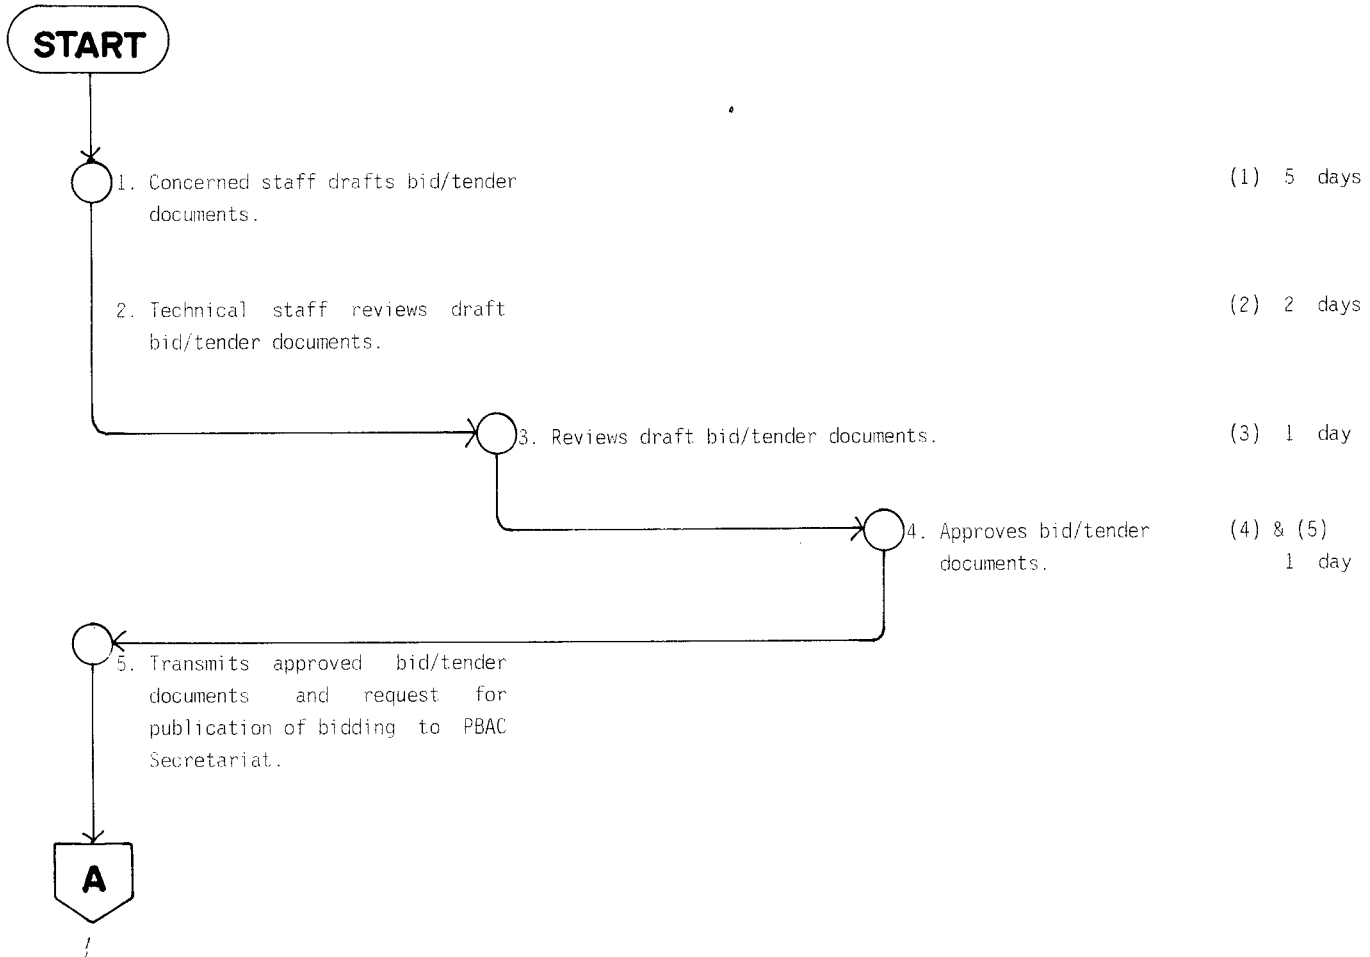 START
1. Concerned staff drafts bid/tender
documents.
(1) 5 days
2. Technical staff reviews draft
bid/tender documents.
(2) 2 days
3. Reviews draft bid/tender documents.
(3) 1 day
4. Approves bid/tender
documents.
(4) & (5)
1 day
5. Transmits approved bid/tender
documents and request for
publication of bidding to PBAC
Secretariat.
A